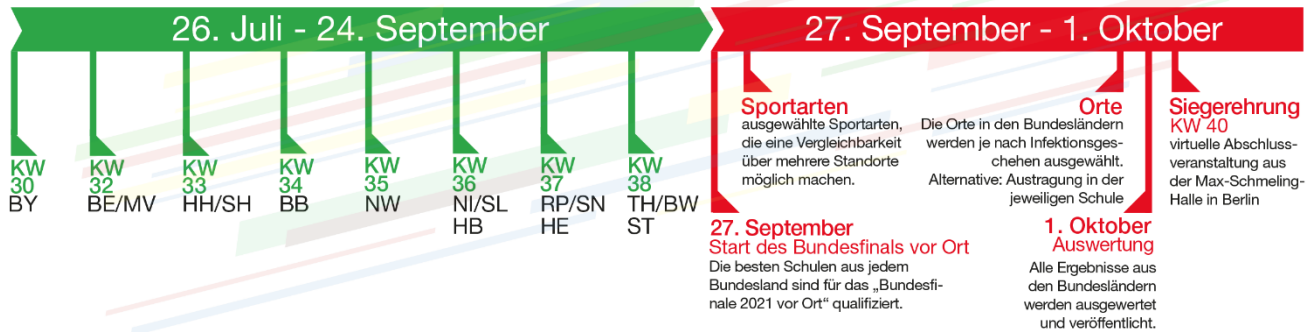 26. Juli - 24. September
27. September - 1. Oktober
KW
30
BY
KW
32
BE/MV
KW
33
HH/SH
KW
34
BB
KW
35
NW
KW
36
NI/SL
HB
KW
37
RP/SN
HE
KW
38
TH/BW
ST
Sportarten
ausgewählte Sportarten,
die eine Vergleichbarkeit
über mehrere Standorte
möglich machen.
Orte
Die Orte in den Bundesländern
werden je nach Infektionsges-
chehen ausgewählt.
Alternative: Austragung in der
jeweiligen Schule
Siegerehrung
KW 40
virtuelle Abschluss-
veranstaltung aus
der Max-Schmeling-
Halle in Berlin
27. September
Start des Bundesfinals vor Ort
Die besten Schulen aus jedem
Bundesland sind für das „Bundesfi-
nale 2021 vor Ort“ qualifiziert.
1. Oktober
Auswertung
Alle Ergebnisse aus
den Bundesländern
werden ausgewertet
und veröffentlicht.